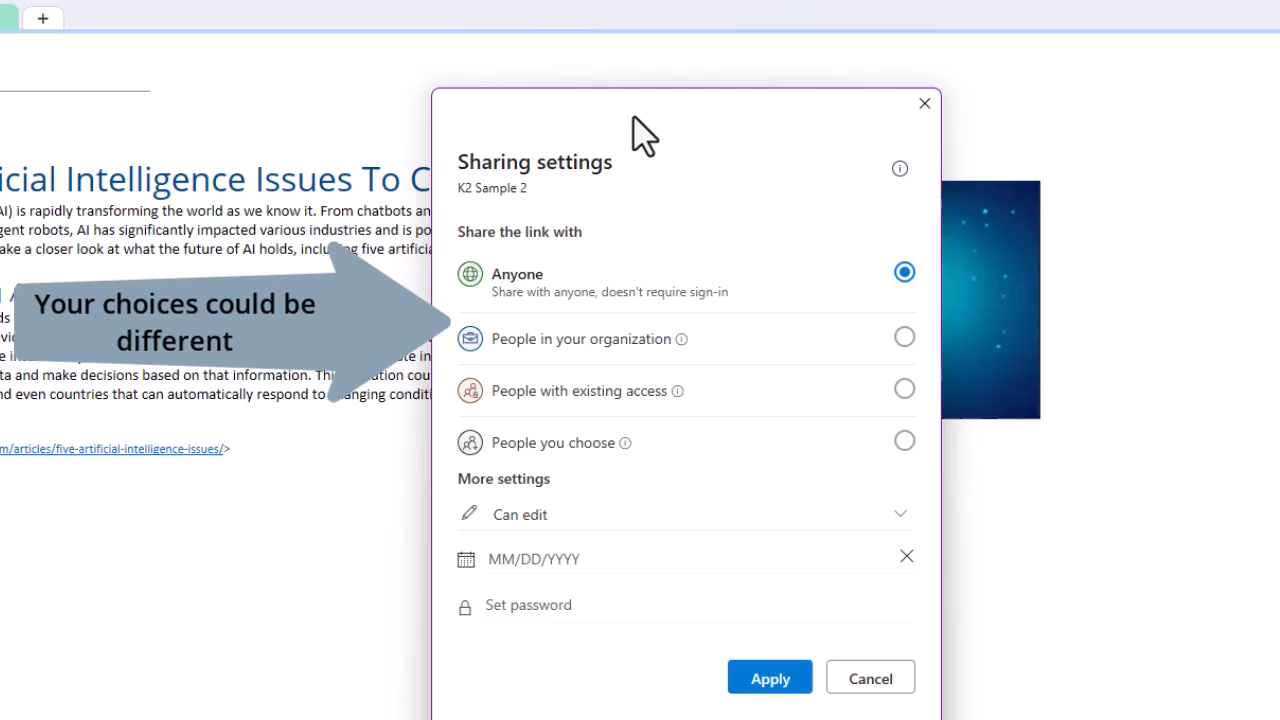 +
icial Intelligence Issues To C
AI) is rapidly transforming the world as we know it. From chatbots an
gent robots, AI has significantly impacted various industries and is po
ake a closer look at what the future of AI holds, including five artificia
Your choices could be
different
ta and make decisions based on that information.
nd even countries that can automatically respond to changing conditi
m/articles/five-artificial-intelligence-issues/>
Sharing settings
K2 Sample 2
Share the link with
Anyone
Share with anyone, doesn't require sign-in
People in your organization
People with existing access
People you choose
More settings
Can edit
MM/DD/YYYY
Set password
Apply
Cancel